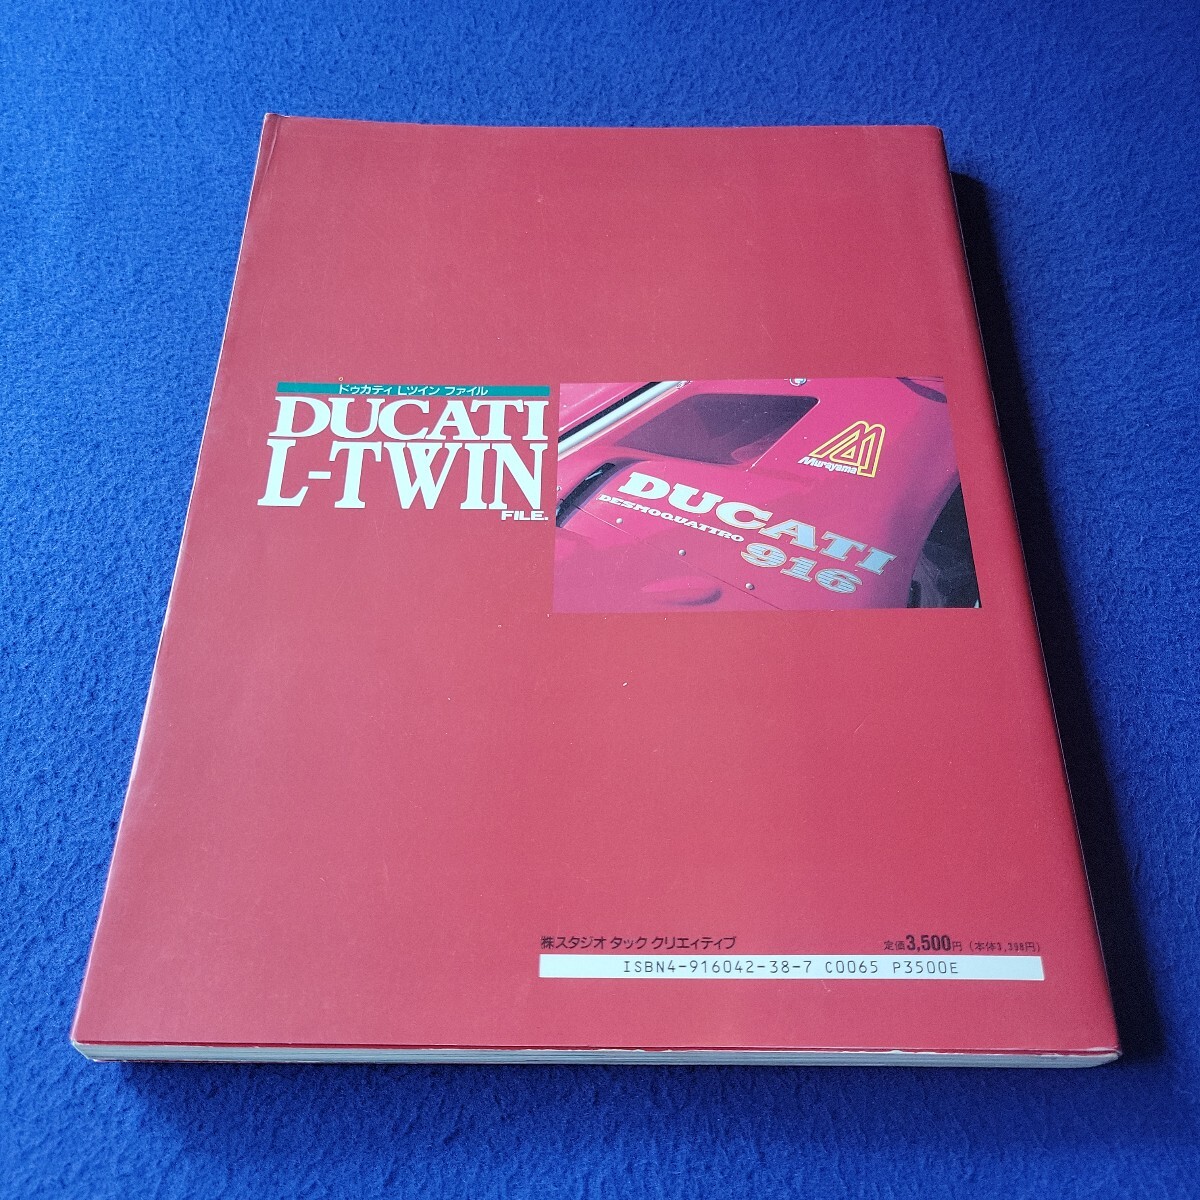 ドゥカティ Lツイン ファイル
DUCATI
L-TWIN
FILE.
Murayama
DUCATI
DESMOQUATTRO
916
㈱スタジオ タック クリエィティブ
定価3,500円（本体3,398円）
ISBN4-916042-38-7 C0065 P3500E